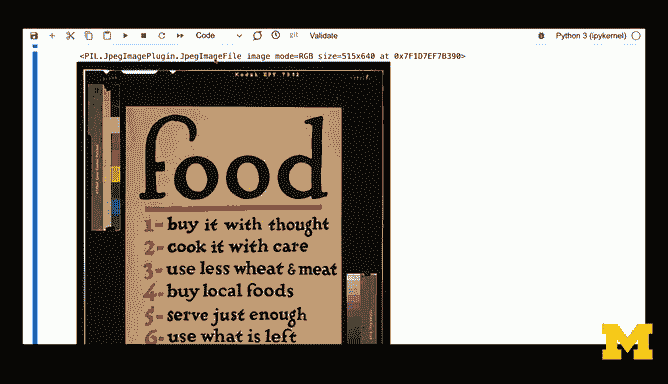 Code
git
Validate
Python 3 (ipykernel)
<PIL.JpegImagePlugin.JpegImageFile image mode=RGB size=515x640 at 0x7F1D7EF7B390>
food
1- buy it with thought
2- cook it with care
3- use less wheat & meat
4- buy local foods
5- serve just enough
6- use what is left
M